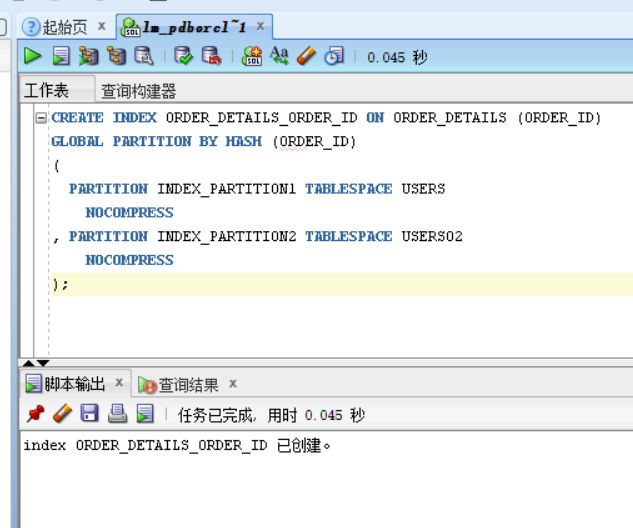 起始页
lm_pdborcl~1
0.045 秒
工作表
查询构建器
CREATE INDEX ORDER_DETAILS_ORDER_ID ON ORDER_DETAILS (ORDER_ID)
GLOBAL PARTITION BY HASH (ORDER_ID)
(
PARTITION INDEX_PARTITION1 TABLESPACE USERS
NOCOMPRESS
, PARTITION INDEX_PARTITION2 TABLESPACE USERS02
NOCOMPRESS
);
脚本输出
查询结果
任务已完成, 用时 0.045 秒
index ORDER_DETAILS_ORDER_ID 已创建。